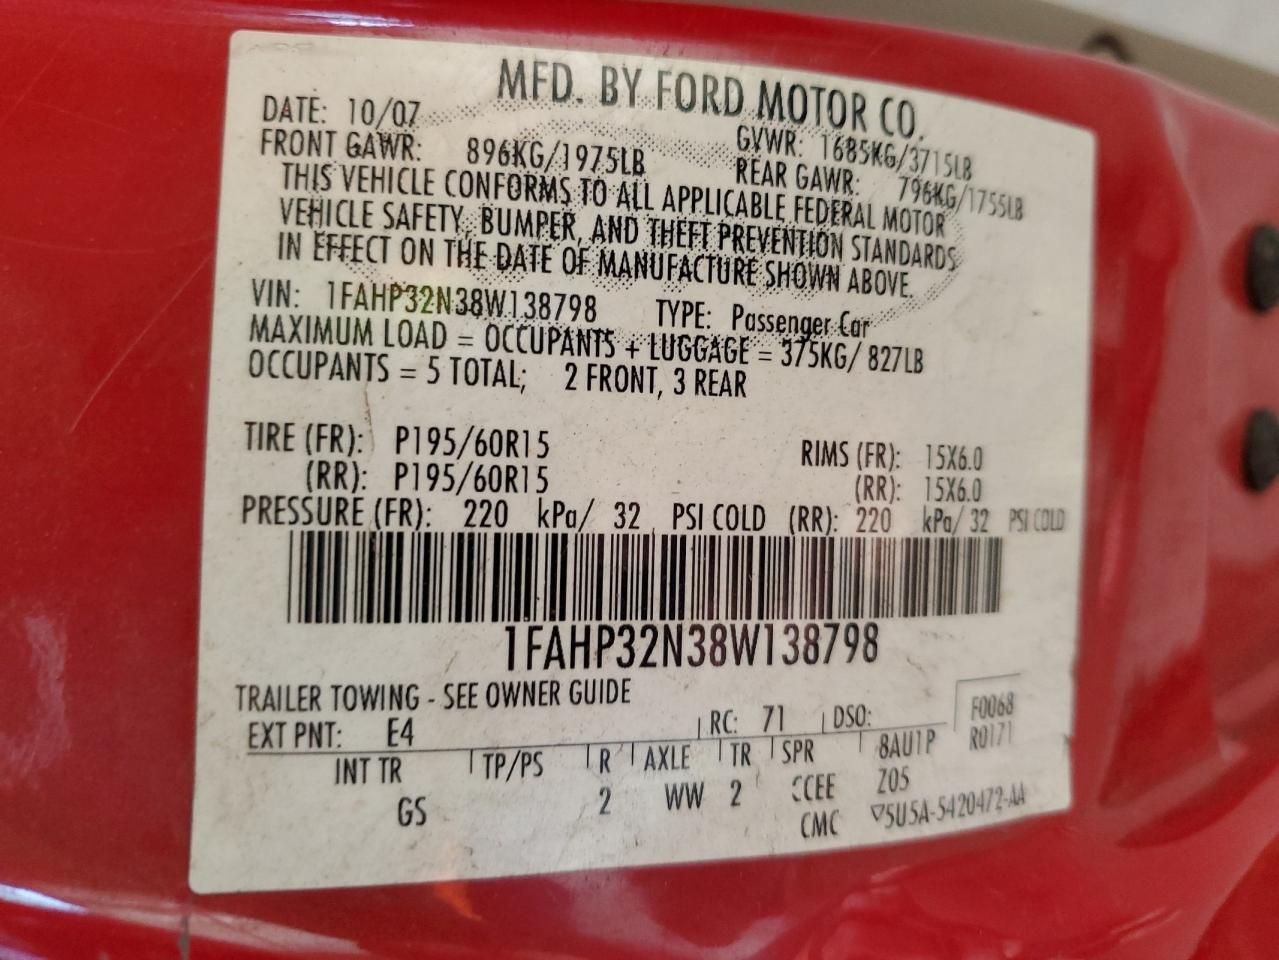 MFD. BY FORD MOTOR CO.
DATE: 10/07 GVWR: 1685KG/3715LB
FRONT GAWR: 896KG/1975LB REAR GAWR: 796KG/1755LB
THIS VEHICLE CONFORMS TO ALL APPLICABLE FEDERAL MOTOR
VEHICLE SAFETY, BUMPER, AND THEFT PREVENTION STANDARDS
IN EFFECT ON THE DATE OF MANUFACTURE SHOWN ABOVE.
VIN: 1FAHP32N38W138798 TYPE: Passenger Car
MAXIMUM LOAD = OCCUPANTS + LUGGAGE = 375KG/ 827LB
OCCUPANTS = 5 TOTAL; 2 FRONT, 3 REAR
TIRE (FR): P195/60R15 RIMS (FR): 15X6.0
(RR): P195/60R15 (RR): 15X6.0
PRESSURE (FR): 220 kPa/ 32 PSI COLD (RR): 220 kPa/ 32 PSI COLD
1FAHP32N38W138798
TRAILER TOWING - SEE OWNER GUIDE
EXT PNT: E4 RC: 71 DSO: F0068
R0171
INT TR TP/PS R AXLE TR SPR 8AU1P
GS 2 WW 2 CCEE Z05
CMC ▽5U5A-5420472-AA